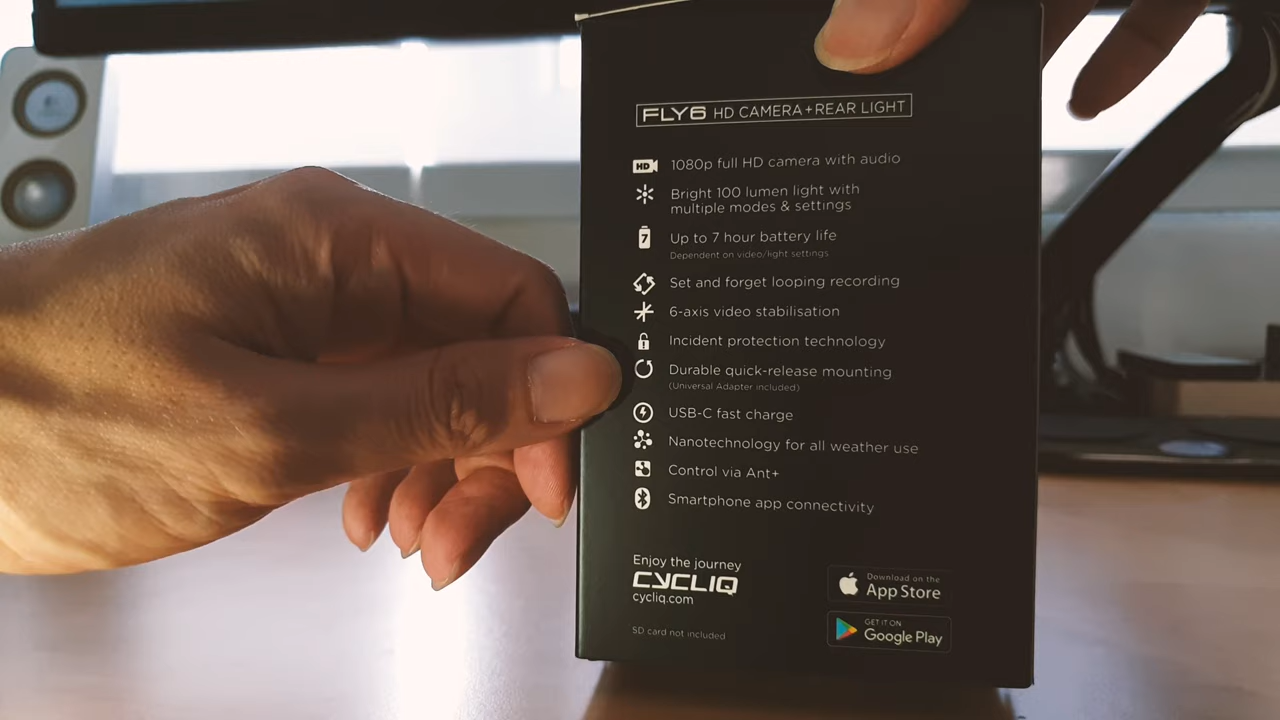 FLY6 HD CAMERA+REAR LIGHT
HD
1080p full HD camera with audio
Bright 100 lumen light with
multiple modes & settings
7
Up to 7 hour battery life
Dependent on video/light settings
Set and forget looping recording
6-axis video stabilisation
Incident protection technology
Durable quick-release mounting
(Universal Adapter included)
USB-C fast charge
Nanotechnology for all weather use
Control via Ant+
Smartphone app connectivity
Enjoy the journey
CYCLIQ
cycliq.com
SD card not included
Download on the
App Store
GET IT ON
Google Play